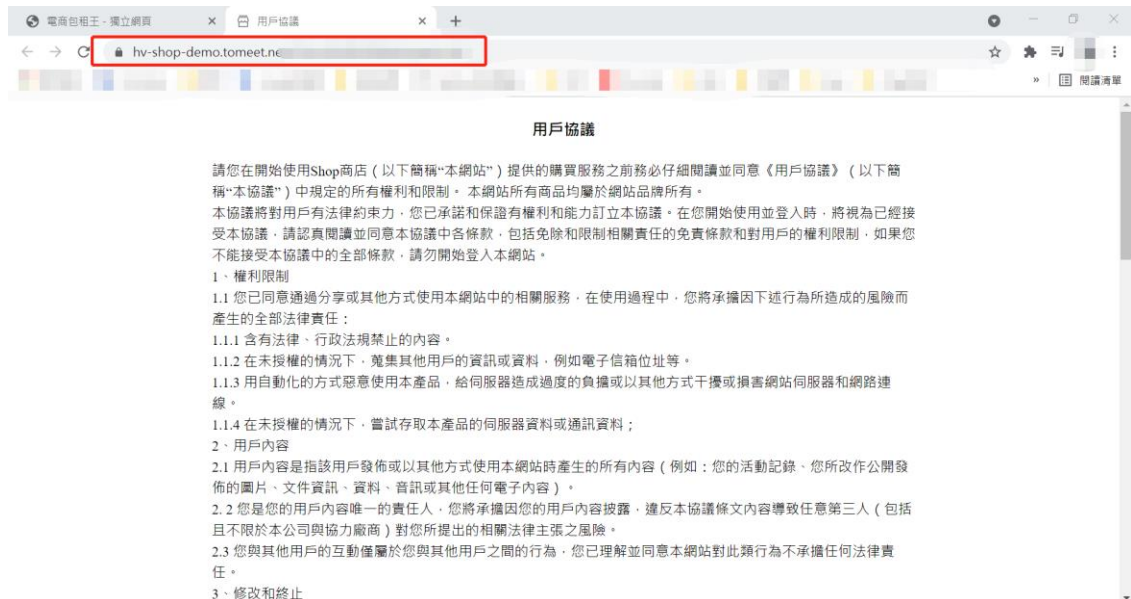 電商包租王 - 獨立網頁
用戶協議
hv-shop-demo.tomeet.ne
閱讀清單
用戶協議
請您在開始使用Shop商店（以下簡稱“本網站”）提供的購買服務之前務必仔細閱讀並同意《用戶協議》（以下簡
稱“本協議”）中規定的所有權利和限制。 本網站所有商品均屬於網站品牌所有。
本協議將對用戶有法律約束力，您已承諾和保證有權利和能力訂立本協議。在您開始使用並登入時，將視為已經接
受本協議，請認真閱讀並同意本協議中各條款，包括免除和限制相關責任的免責條款和對用戶的權利限制，如果您
不能接受本協議中的全部條款，請勿開始登入本網站。
1、權利限制
1.1 您已同意通過分享或其他方式使用本網站中的相關服務，在使用過程中，您將承擔因下述行為所造成的風險而
產生的全部法律責任：
1.1.1 含有法律、行政法規禁止的內容。
1.1.2 在未授權的情況下，蒐集其他用戶的資訊或資料，例如電子信箱位址等。
1.1.3 用自動化的方式惡意使用本產品，給伺服器造成過度的負擔或以其他方式干擾或損害網站伺服器和網路連
線。
1.1.4 在未授權的情況下，嘗試存取本產品的伺服器資料或通訊資料；
2、用戶內容
2.1 用戶內容是指該用戶發佈或以其他方式使用本網站時產生的所有內容（例如：您的活動記錄、您所改作公開發
佈的圖片、文件資訊、資料、音訊或其他任何電子內容）。
2. 2 您是您的用戶內容唯一的責任人，您將承擔因您的用戶內容披露，違反本協議條文內容導致任意第三人（包括
且不限於本公司與協力廠商）對您所提出的相關法律主張之風險。
2.3 您與其他用戶的互動僅屬於您與其他用戶之間的行為，您已理解並同意本網站對此類行為不承擔任何法律責
任。
3、修改和終止